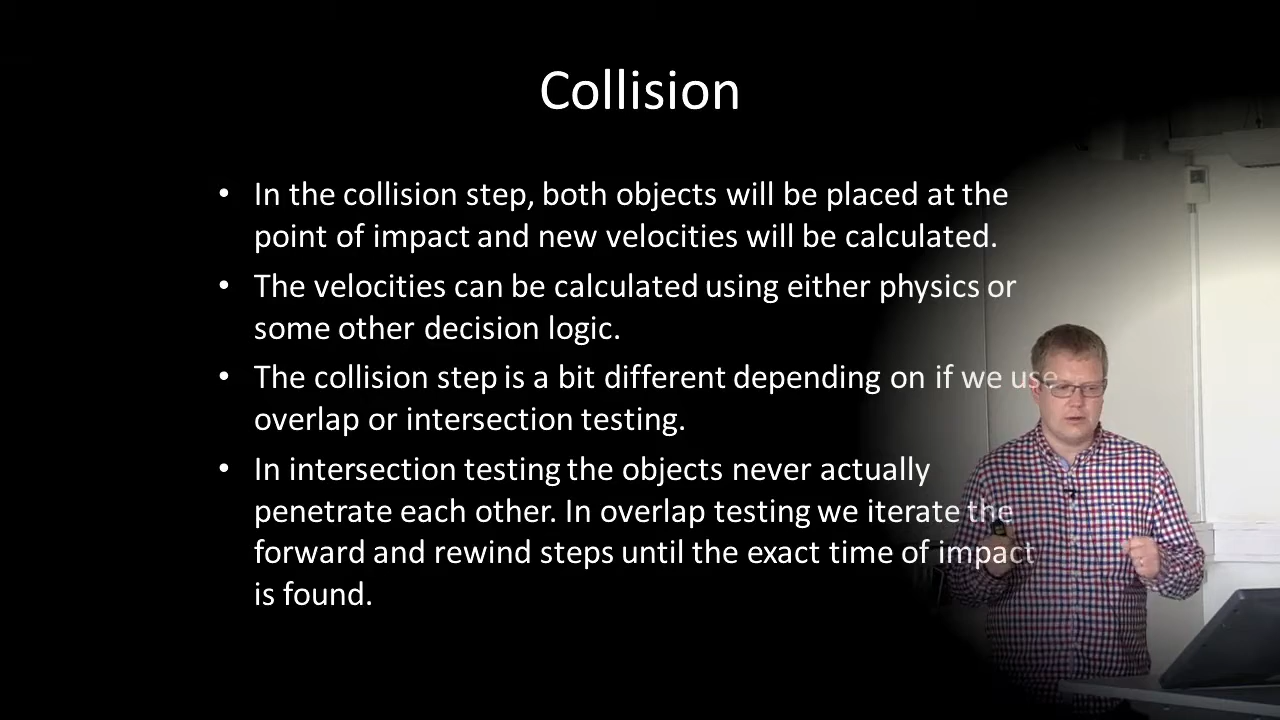 Collision
• In the collision step, both objects will be placed at the
point of impact and new velocities will be calculated.
• The velocities can be calculated using either physics or
some other decision logic.
• The collision step is a bit different depending on if we use
overlap or intersection testing.
• In intersection testing the objects never actually
penetrate each other. In overlap testing we iterate the
forward and rewind steps until the exact time of impact
is found.